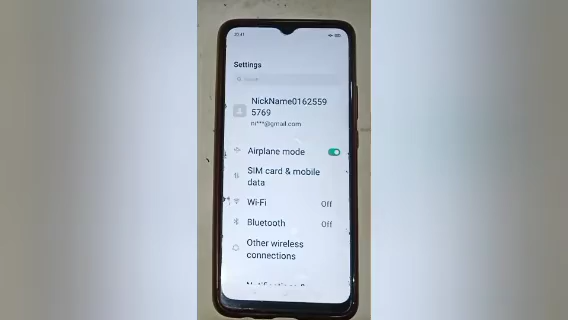 Settings
NickName0162559
5769
Airplane mode
SIM card & mobile
data
Wi-Fi Off
Bluetooth Off
Other wireless
connections